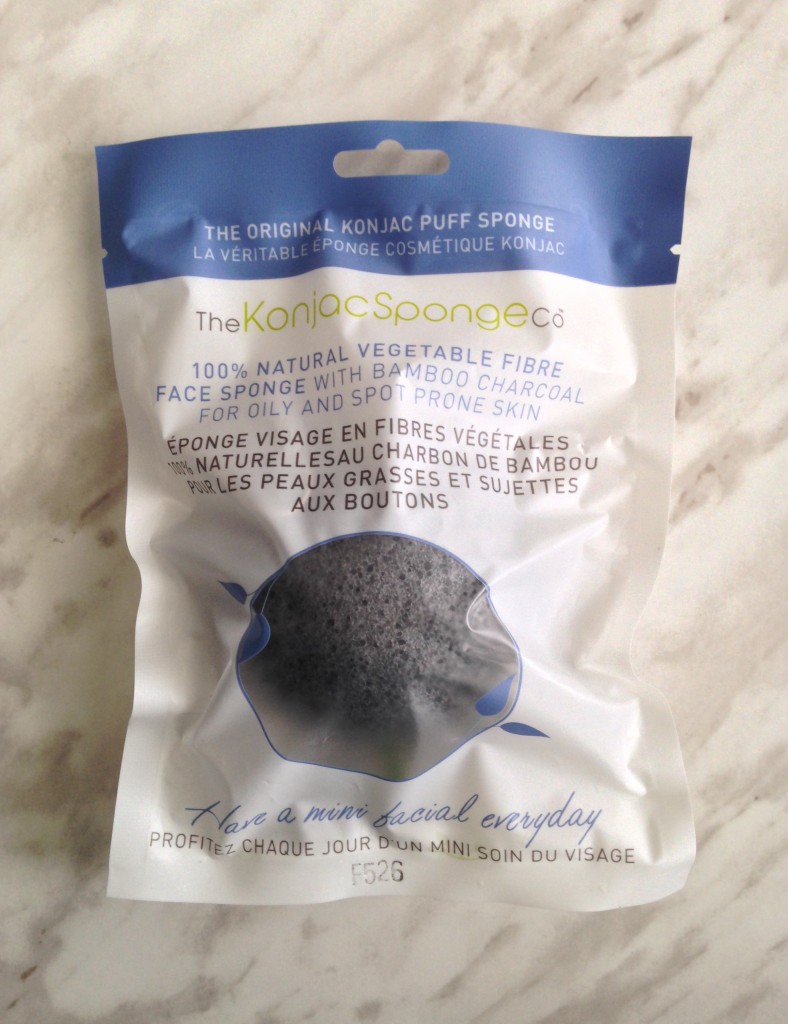 THE ORIGINAL KONJAC PUFF SPONGE
LA VÉRITABLE ÉPONGE COSMÉTIQUE KONJAC
TheKonjacSpongeCo
100% NATURAL VEGETABLE FIBRE
FACE SPONGE WITH BAMBOO CHARCOAL
FOR OILY AND SPOT PRONE SKIN
ÉPONGE VISAGE EN FIBRES VÉGÉTALES
100% NATURELLESAU CHARBON DE BAMBOU
POUR LES PEAUX GRASSES ET SUJETTES
AUX BOUTONS
Have a mini facial everyday
PROFITEZ CHAQUE JOUR D'UN MINI SOIN DU VISAGE
F526